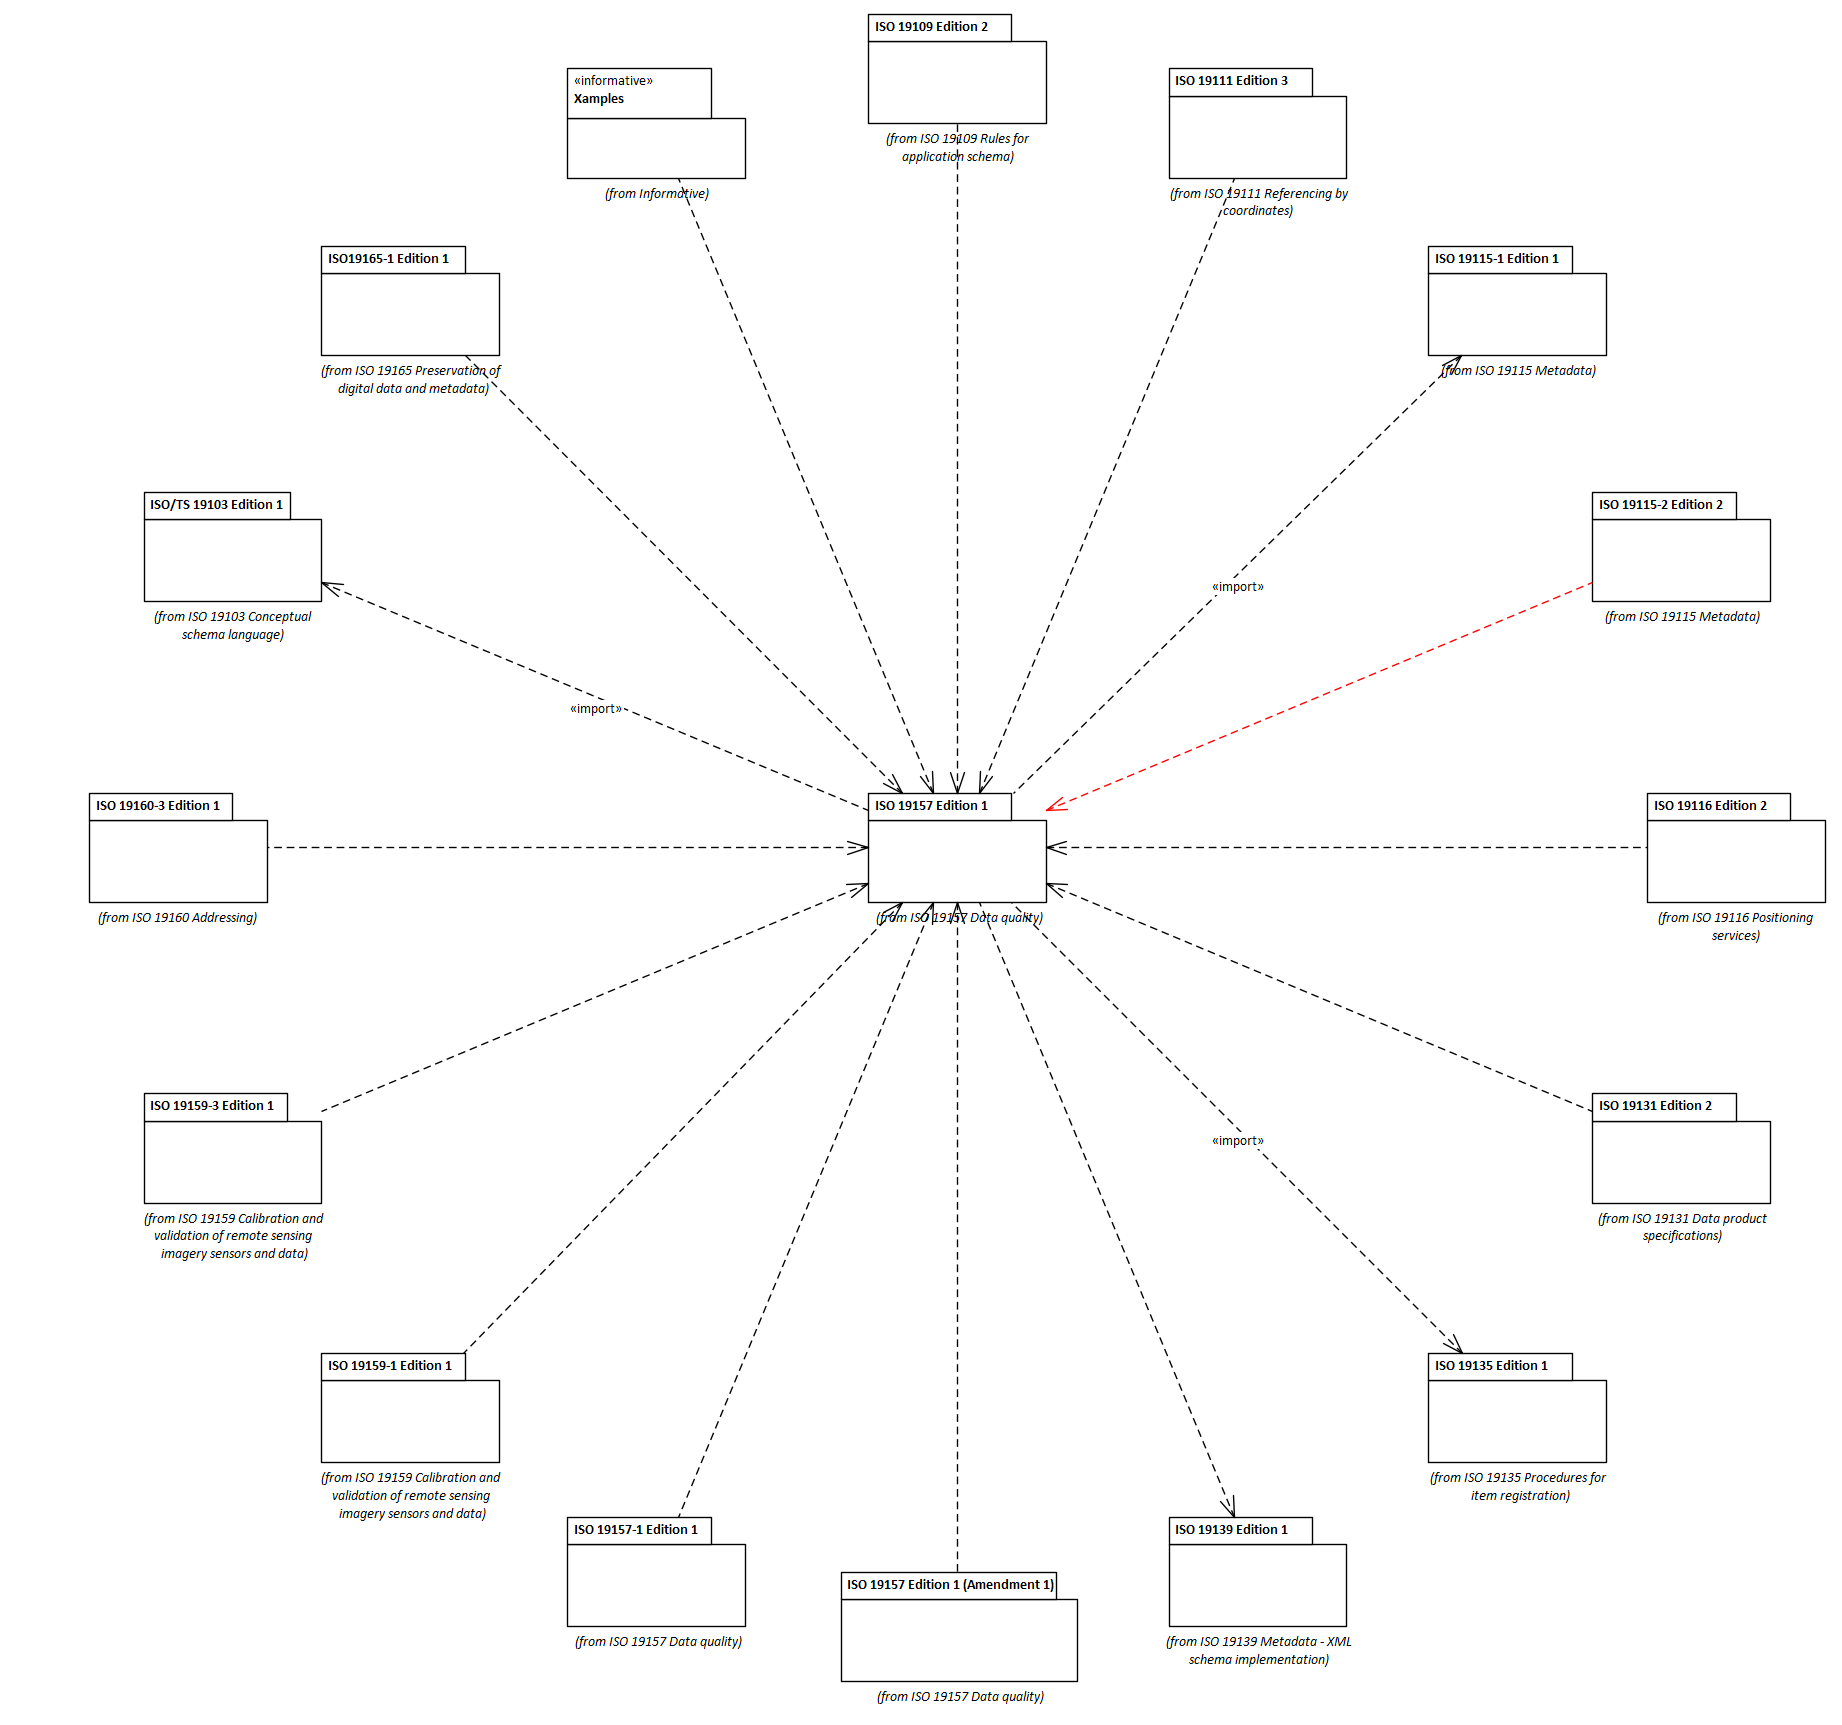 ISO 19109 Edition 2
(from ISO 19109 Rules for
application schema)
«informative»
Xamples
(from Informative)
ISO 19111 Edition 3
(from ISO 19111 Referencing by
coordinates)
ISO19165-1 Edition 1
(from ISO 19165 Preservation of
digital data and metadata)
ISO 19115-1 Edition 1
(from ISO 19115 Metadata)
ISO/TS 19103 Edition 1
(from ISO 19103 Conceptual
schema language)
ISO 19115-2 Edition 2
(from ISO 19115 Metadata)
«import»
«import»
ISO 19160-3 Edition 1
(from ISO 19160 Addressing)
ISO 19157 Edition 1
(from ISO 19157 Data quality)
ISO 19116 Edition 2
(from ISO 19116 Positioning
services)
ISO 19159-3 Edition 1
(from ISO 19159 Calibration and
validation of remote sensing
imagery sensors and data)
«import»
ISO 19131 Edition 2
(from ISO 19131 Data product
specifications)
ISO 19159-1 Edition 1
(from ISO 19159 Calibration and
validation of remote sensing
imagery sensors and data)
ISO 19135 Edition 1
(from ISO 19135 Procedures for
item registration)
ISO 19157-1 Edition 1
(from ISO 19157 Data quality)
ISO 19157 Edition 1 (Amendment 1)
(from ISO 19157 Data quality)
ISO 19139 Edition 1
(from ISO 19139 Metadata - XML
schema implementation)